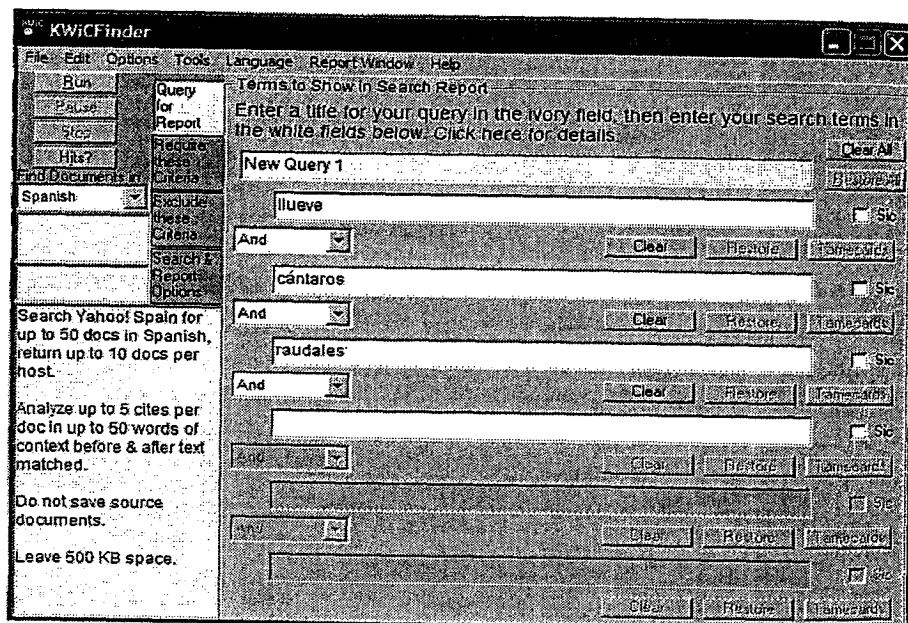 KWiCFinder
File Edit Options Tools Language Report Window Help
Run
Pause
Stop
Hits?
Find Documents in
Spanish
Query
for
Report
Require
these
Criteria
Exclude
these
Criteria
Search &
Report
Options
Search Yahoo! Spain for
up to 50 docs in Spanish,
return up to 10 docs per
host.
Analyze up to 5 cites per
doc in up to 50 words of
context before & after text
matched.
Do not save source
documents.
Leave 500 KB space.
Terms to Show in Search Report
Enter a title for your query in the ivory field, then enter your search terms in
the white fields below. Click here for details.
Clear All
Restore All
New Query 1
llueve
Sic
And Clear Restore Tamecards
cántaros
Sic
And Clear Restore Tamecards
raudales
Sic
And Clear Restore Tamecards
Sic
And Clear Restore Tamecards
Sic
And Clear Restore Tamecards
Sic
Clear Restore Tamecards